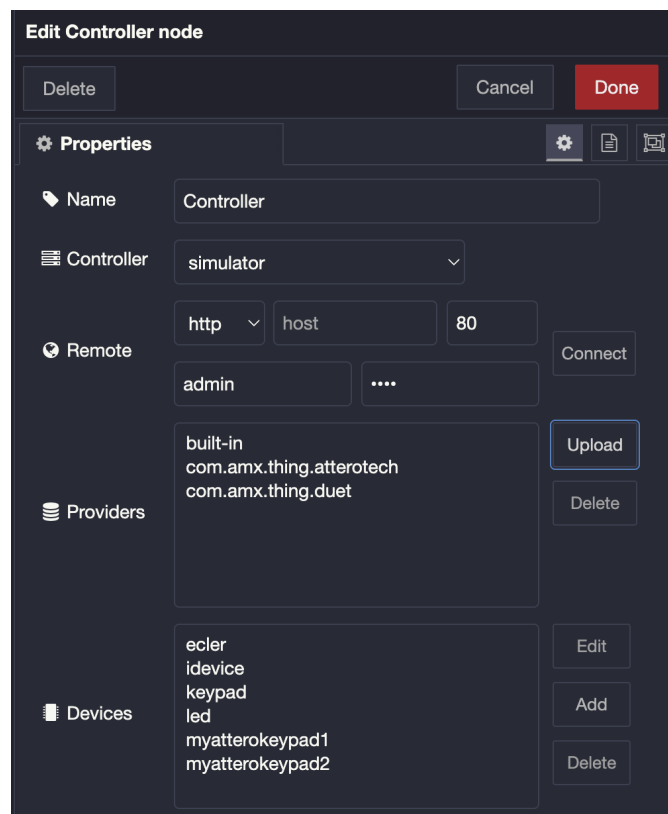 Edit Controller node
Delete Cancel Done
Properties
Name Controller
Controller simulator
Remote http host 80
Connect
admin ••••
Providers
built-in
com.amx.thing.atterotech
com.amx.thing.duet
Upload
Delete
Devices
ecler
idevice
keypad
led
myatterokeypad1
myatterokeypad2
Edit
Add
Delete